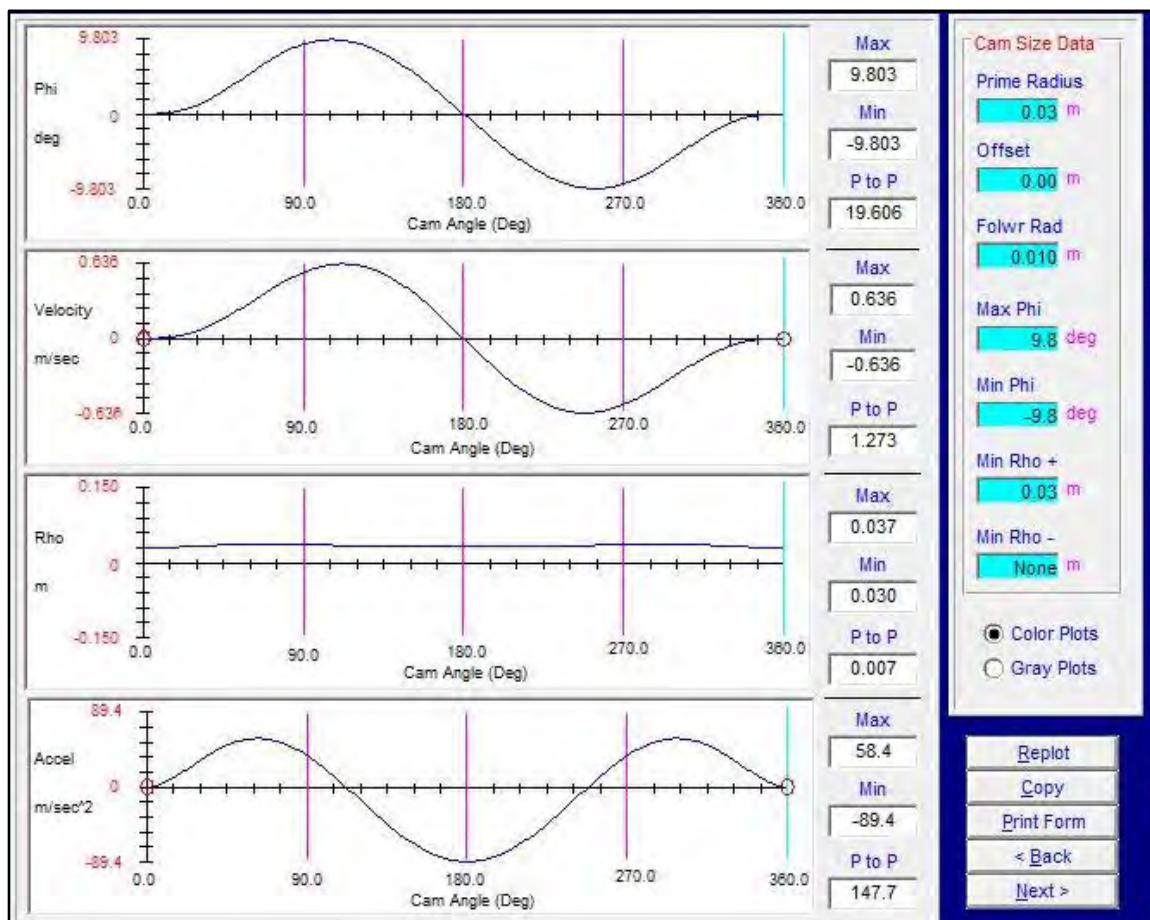 9.803
Phi
0
deg
-9.803
0.0
90.0
180.0
270.0
360.0
Cam Angle (Deg)
Max
9.803
Min
-9.803
P to P
19.606
0.636
Velocity
0
m/sec
-0.636
0.0
90.0
180.0
270.0
360.0
Cam Angle (Deg)
Max
0.636
Min
-0.636
P to P
1.273
0.150
Rho
0
m
-0.150
0.0
90.0
180.0
270.0
360.0
Cam Angle (Deg)
Max
0.037
Min
0.030
P to P
0.007
89.4
Accel
0
m/sec^2
-89.4
0.0
90.0
180.0
270.0
360.0
Cam Angle (Deg)
Max
58.4
Min
-89.4
P to P
147.7
Cam Size Data
Prime Radius
0.03 m
Offset
0.00 m
Folwr Rad
0.010 m
Max Phi
9.8 deg
Min Phi
-9.8 deg
Min Rho +
0.03 m
Min Rho -
None m
Color Plots
Gray Plots
Replot
Copy
Print Form
< Back
Next >